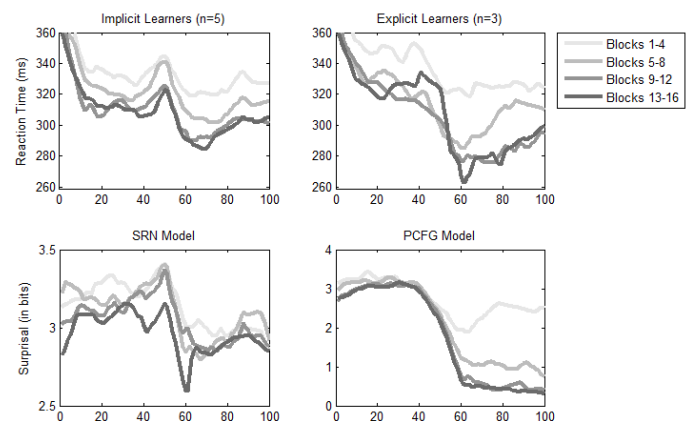 Implicit Learners (n=5)
Explicit Learners (n=3)
Blocks 1-4
Blocks 5-8
Blocks 9-12
Blocks 13-16
Reaction Time (ms)
360
340
320
300
280
260
0 20 40 60 80 100
360
340
320
300
280
260
0 20 40 60 80 100
SRN Model
PCFG Model
Surprisal (in bits)
3.5
3
2.5
0 20 40 60 80 100
4
3
2
1
0
0 20 40 60 80 100